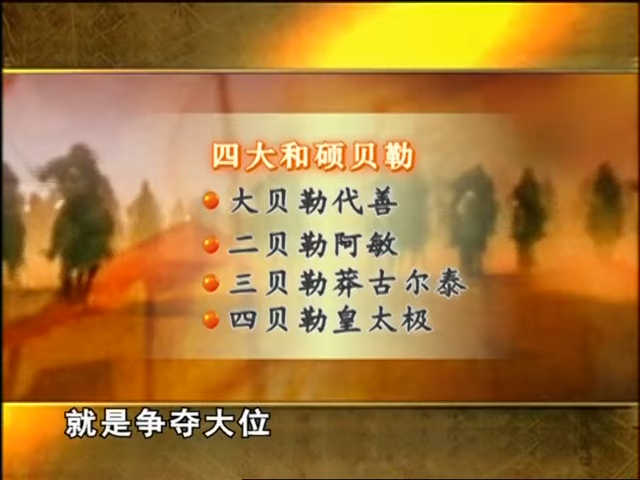 四大和硕贝勒
大贝勒代善
二贝勒阿敏
三贝勒莽古尔泰
四贝勒皇太极
就是争夺大位